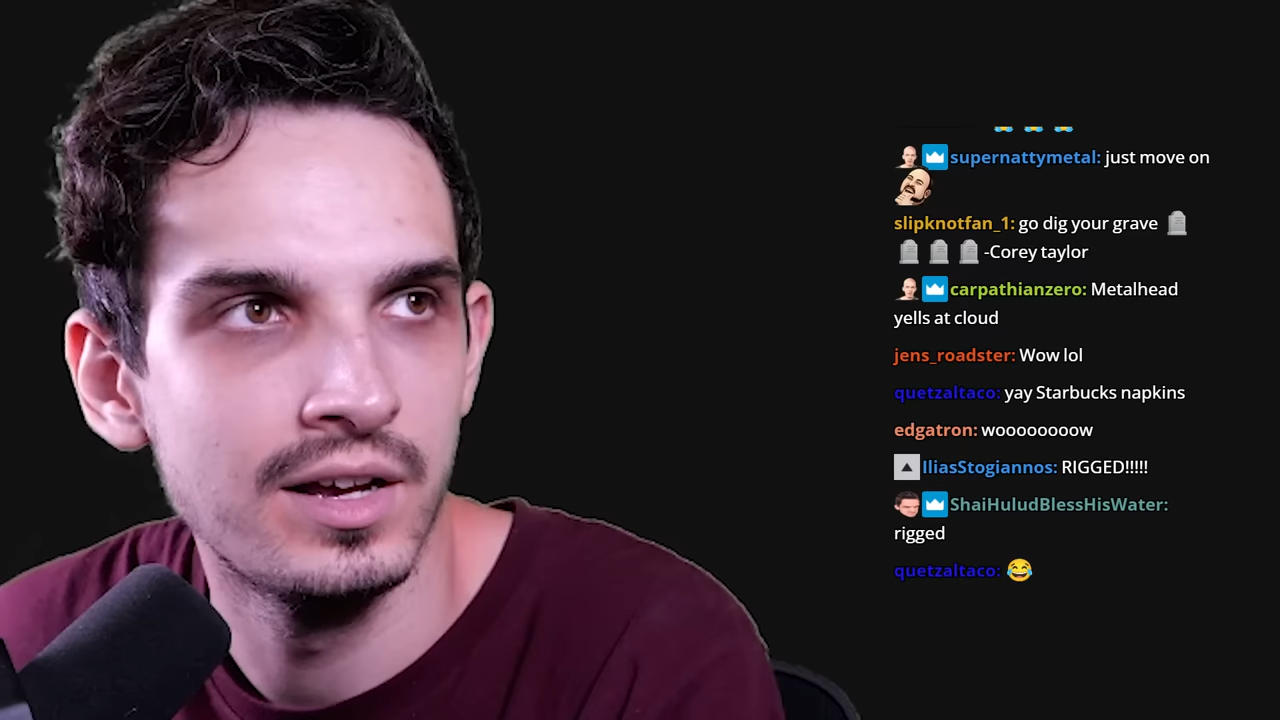 supernattymetal: just move on
slipknotfan_1: go dig your grave 🪦
🪦 🪦 🪦 -Corey taylor
carpathianzero: Metalhead
yells at cloud
jens_roadster: Wow lol
quetzaltaco: yay Starbucks napkins
edgatron: woooooooow
IliasStogiannos: RIGGED!!!!!
ShaiHuludBlessHisWater:
rigged
quetzaltaco: 😂